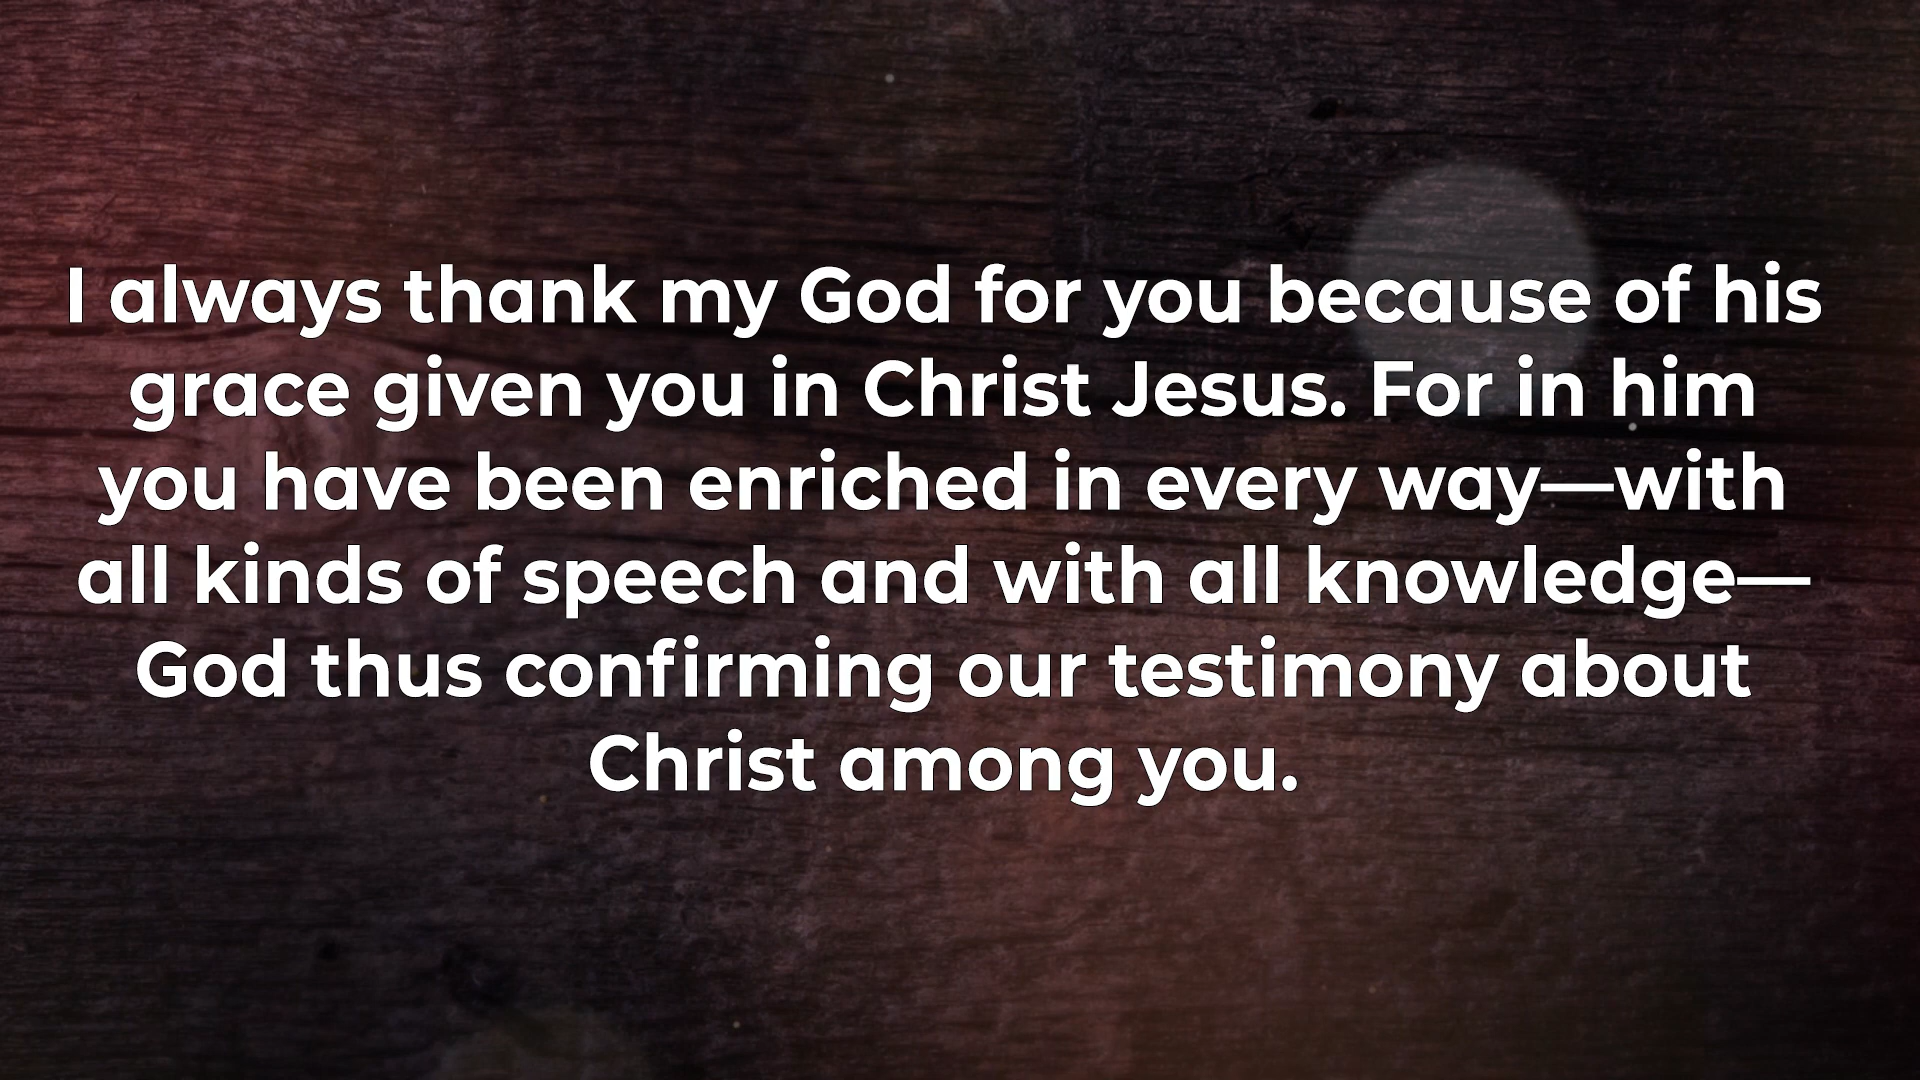 I always thank my God for you because of his
grace given you in Christ Jesus. For in him
you have been enriched in every way—with
all kinds of speech and with all knowledge—
God thus confirming our testimony about
Christ among you.